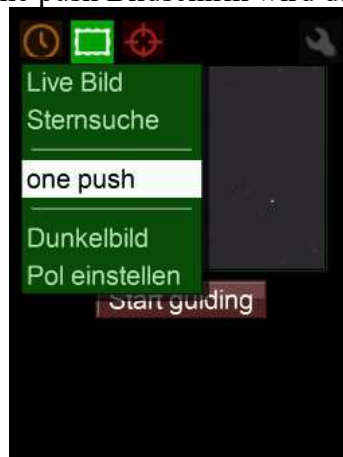 Live Bild
Sternsuche
one push
Dunkelbild
Pol einstellen
Start guiding